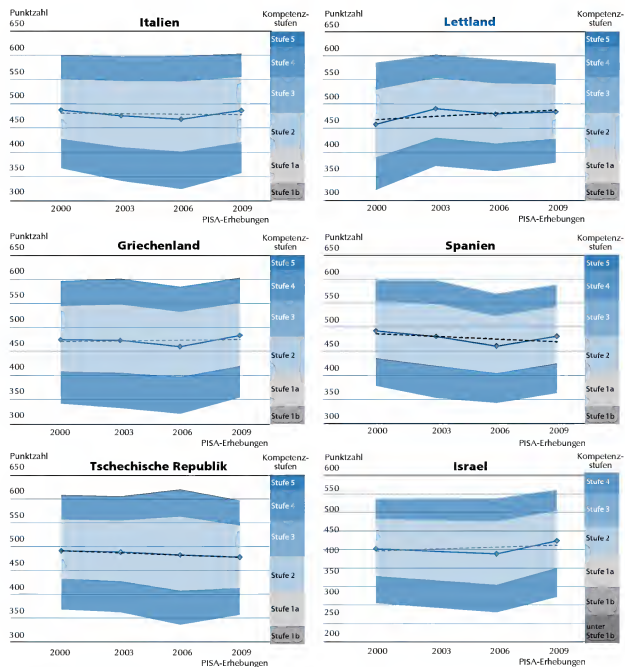 Punktzahl
Italien
Kompetenz-
stufen
650
600
550
500
450
400
350
300
Stufe 5
Stufe 4
Stufe 3
Stufe 2
Stufe 1a
Stufe 1b
2000 2003 2006 2009
PISA-Erhebungen
Punktzahl
Lettland
Kompetenz-
stufen
650
600
550
500
450
400
350
300
Stufe 5
Stufe 4
Stufe 3
Stufe 2
Stufe 1a
Stufe 1b
2000 2003 2006 2009
PISA-Erhebungen
Punktzahl
Griechenland
Kompetenz-
stufen
650
600
550
500
450
400
350
300
Stufe 5
Stufe 4
Stufe 3
Stufe 2
Stufe 1a
Stufe 1b
2000 2003 2006 2009
PISA-Erhebungen
Punktzahl
Spanien
Kompetenz-
stufen
650
600
550
500
450
400
350
300
Stufe 5
Stufe 4
Stufe 3
Stufe 2
Stufe 1a
Stufe 1b
2000 2003 2006 2009
PISA-Erhebungen
Punktzahl
Tschechische Republik
Kompetenz-
stufen
650
600
550
500
450
400
350
300
Stufe 5
Stufe 4
Stufe 3
Stufe 2
Stufe 1a
Stufe 1b
2000 2003 2006 2009
PISA-Erhebungen
Punktzahl
Israel
Kompetenz-
stufen
600
550
500
450
400
350
300
250
200
Stufe 4
Stufe 3
Stufe 2
Stufe 1a
Stufe 1b
unter
Stufe 1b
2000 2003 2006 2009
PISA-Erhebungen